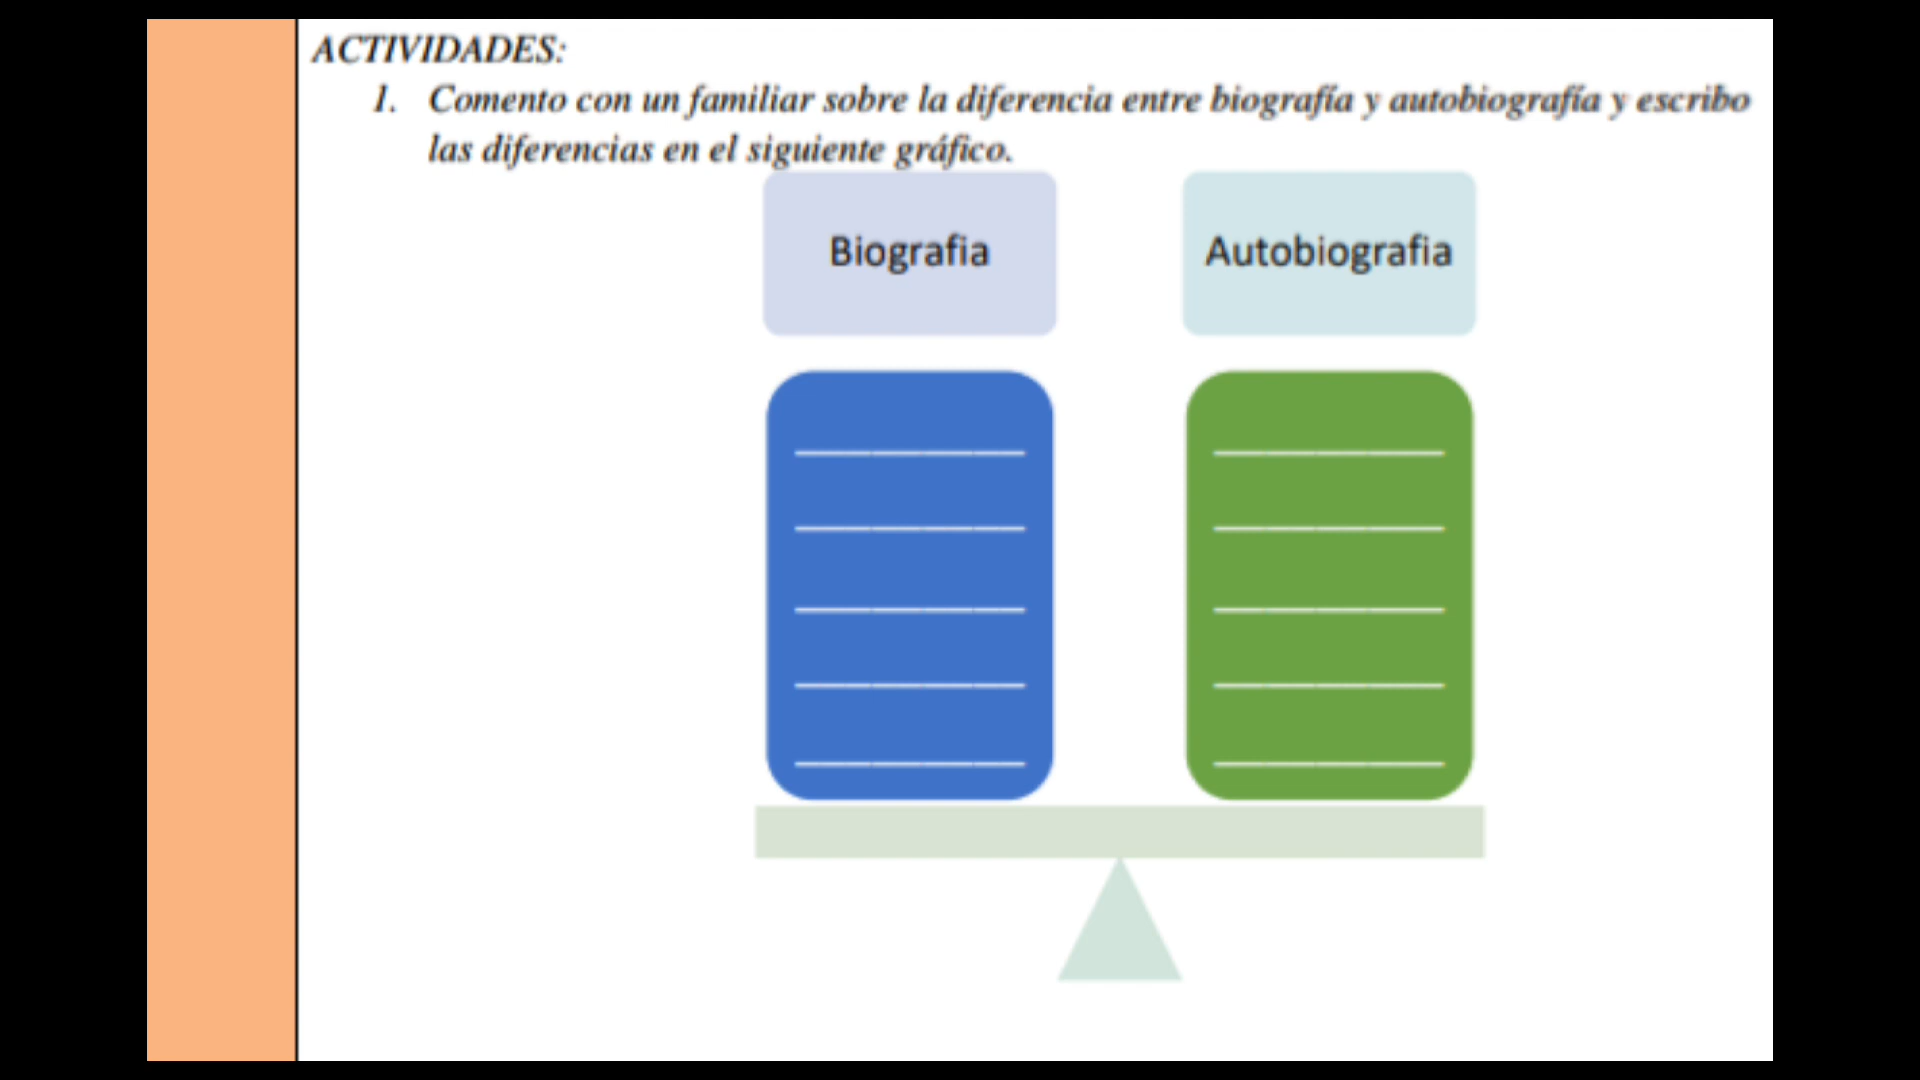 ACTIVIDADES:
1. Comento con un familiar sobre la diferencia entre biografía y autobiografía y escribo
las diferencias en el siguiente gráfico.
Biografia
Autobiografia